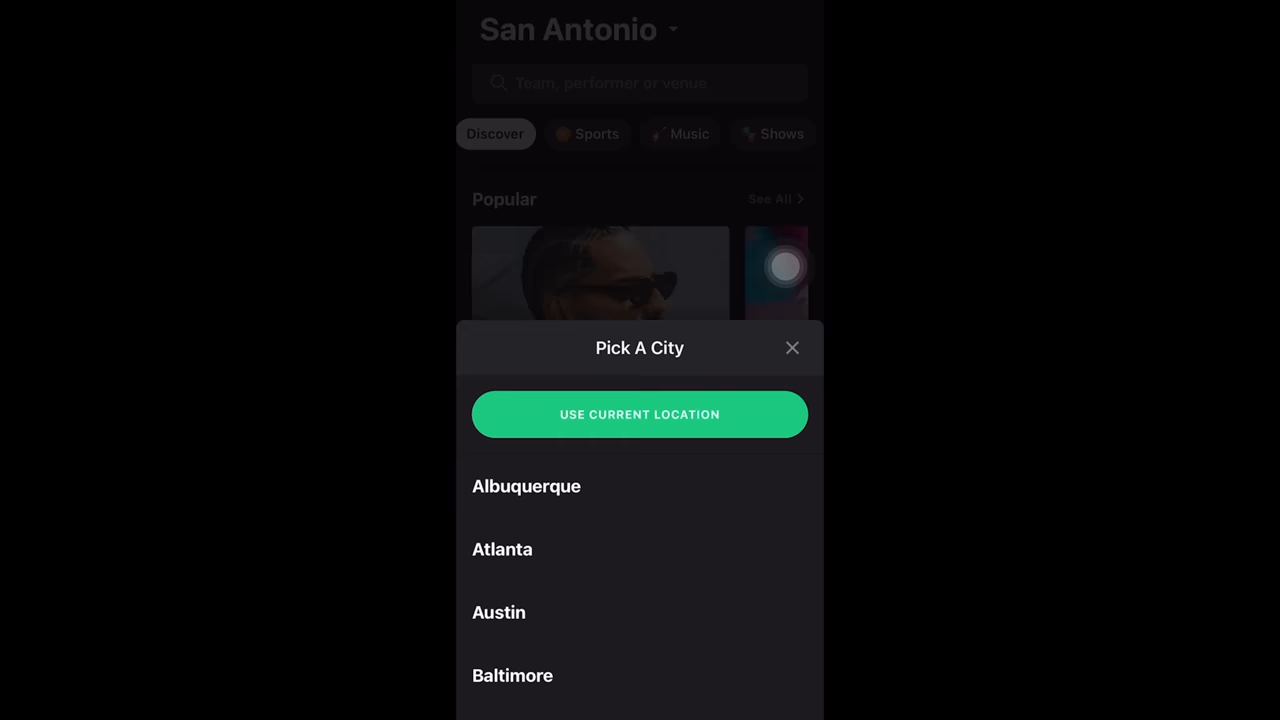 San Antonio
Team, performer or venue
Discover
Sports
Music
Shows
Popular
See All
Pick A City
USE CURRENT LOCATION
Albuquerque
Atlanta
Austin
Baltimore